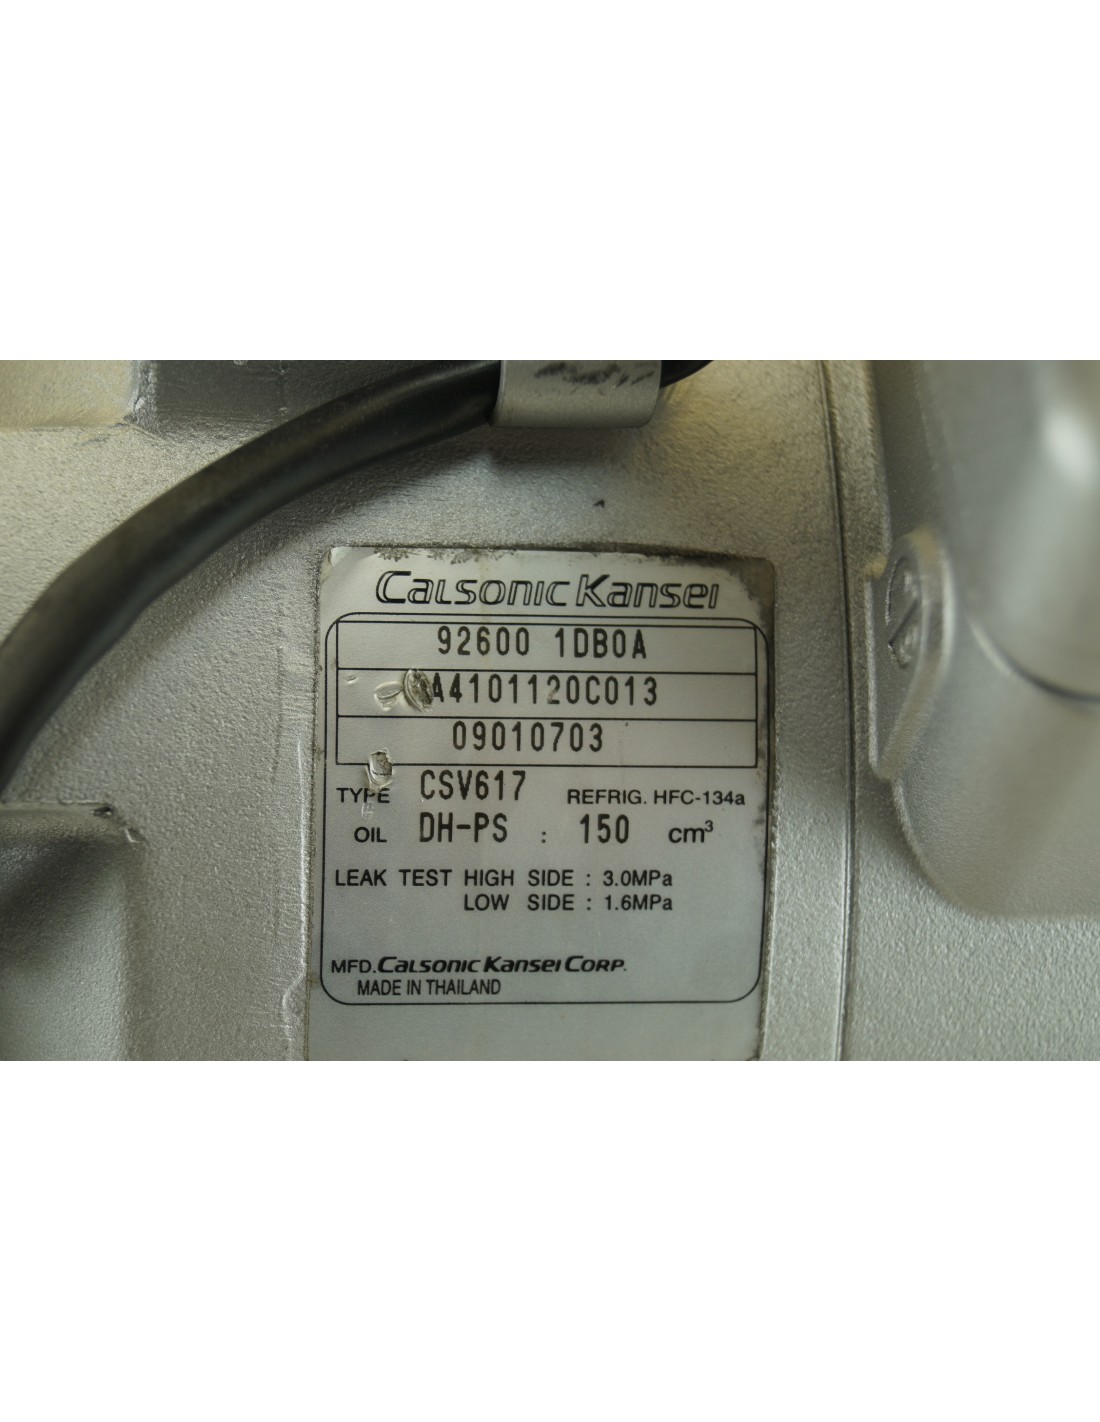 CALSONIC KANSEI
92600 1DB0A
A4101120C013
09010703
TYPE CSV617 REFRIG. HFC-134a
OIL DH-PS : 150 cm³
LEAK TEST HIGH SIDE : 3.0MPa
LOW SIDE : 1.6MPa
MFD. CALSONIC KANSEI CORP.
MADE IN THAILAND